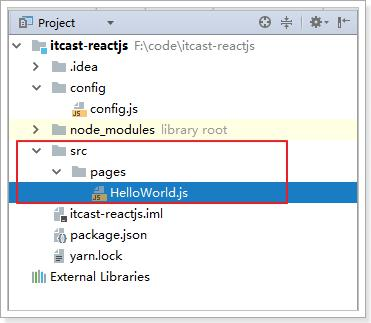 Project
itcast-reactjs F:\code\itcast-reactjs
.idea
config
config.js
node_modules library root
src
pages
HelloWorld.js
itcast-reactjs.iml
package.json
yarn.lock
External Libraries